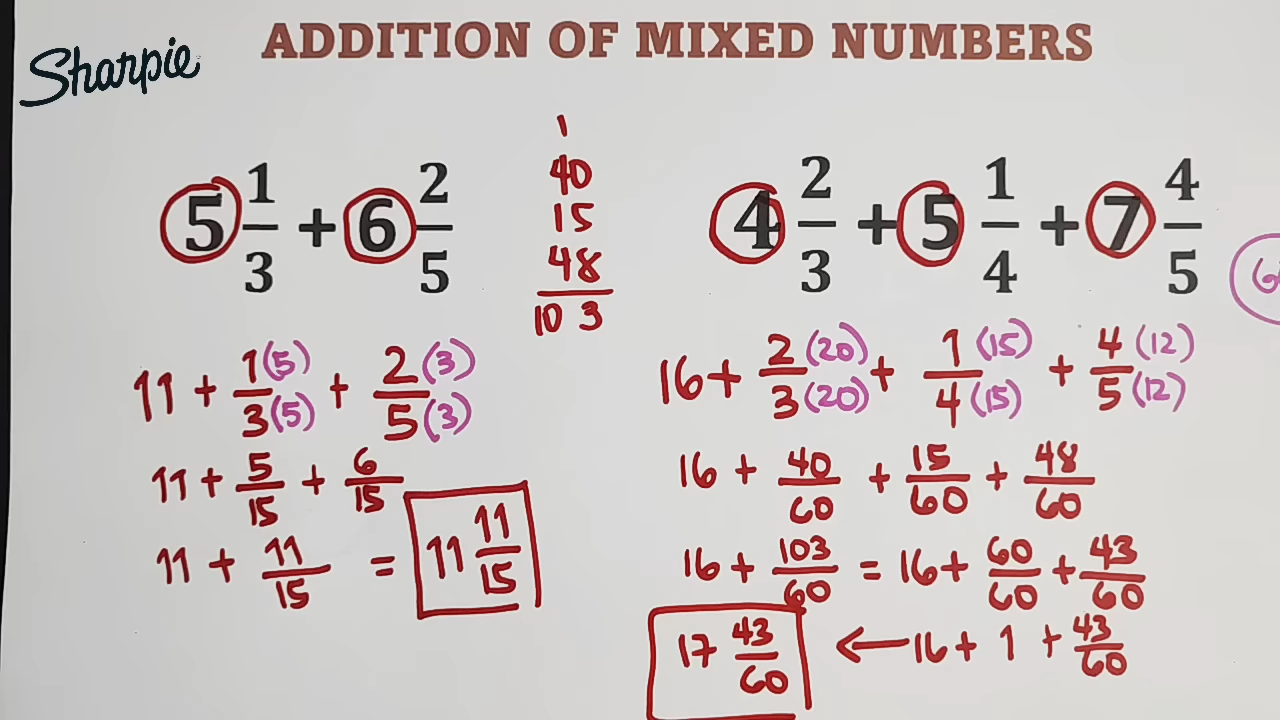 ADDITION OF MIXED NUMBERS
Sharpie
5 1/3 + 6 2/5
11 + 1(5)/3(5) + 2(3)/5(3)
11 + 5/15 + 6/15
11 + 11/15 = 11 11/15
1
40
15
48
103
4 2/3 + 5 1/4 + 7 4/5
16 + 2(20)/3(20) + 1(15)/4(15) + 4(12)/5(12)
16 + 40/60 + 15/60 + 48/60
16 + 103/60 = 16 + 60/60 + 43/60
17 43/60 ← 16 + 1 + 43/60